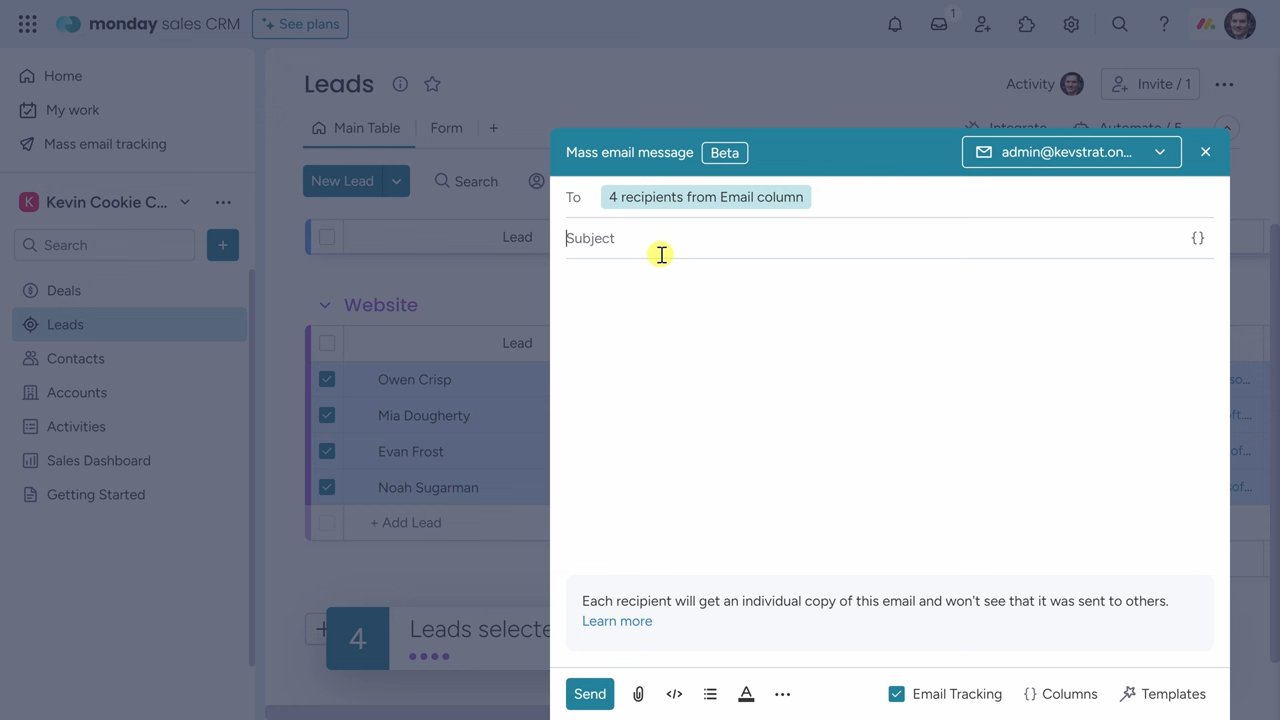 monday sales CRM
See plans
1
Home
My work
Mass email tracking
K Kevin Cookie C...
Search
Deals
Leads
Contacts
Accounts
Activities
Sales Dashboard
Getting Started
Leads
Activity
Invite / 1
Main Table
Form
Integrate
Automate / 5
New Lead
Search
Lead
Website
Lead
Owen Crisp
Mia Dougherty
Evan Frost
Noah Sugarman
+ Add Lead
4 Leads selecte
Mass email message
Beta
admin@kevstrat.on...
To
4 recipients from Email column
Subject
{}
Each recipient will get an individual copy of this email and won't see that it was sent to others.
Learn more
Send
Email Tracking
{} Columns
Templates